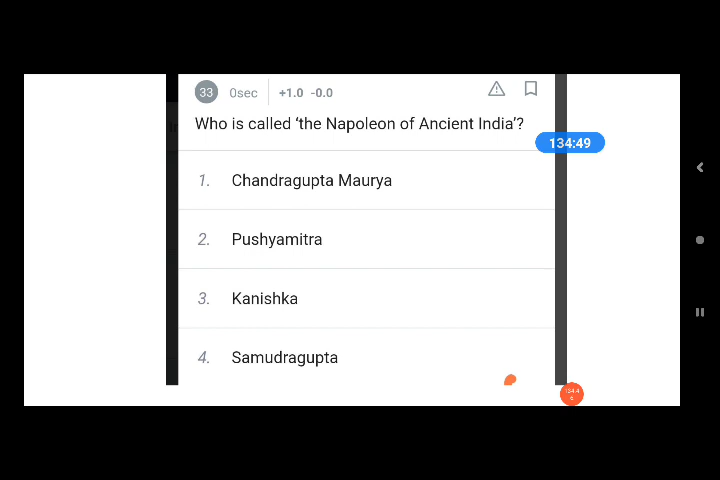 33 0sec +1.0 -0.0
Who is called ‘the Napoleon of Ancient India’?
134:49
1. Chandragupta Maurya
2. Pushyamitra
3. Kanishka
4. Samudragupta